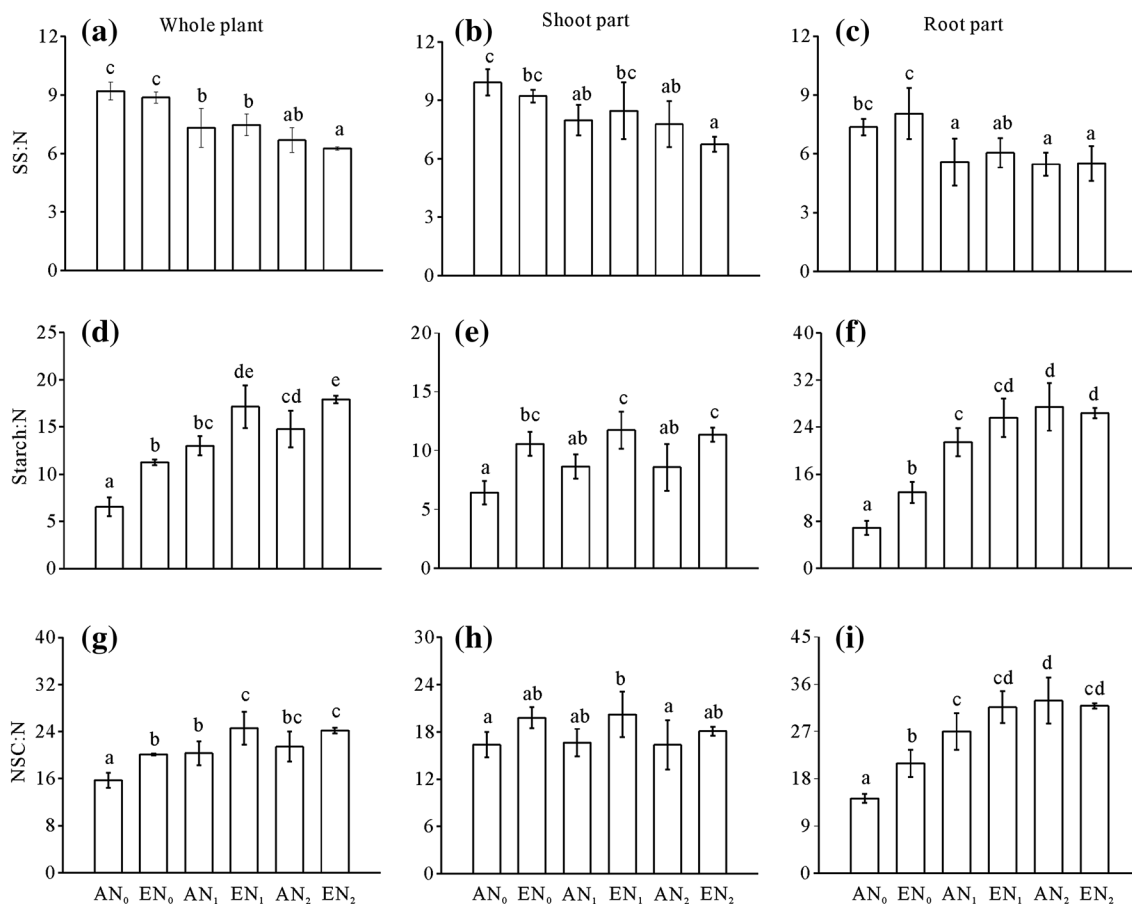 (a) Whole plant
(b) Shoot part
(c) Root part
SS:N
12
9
6
3
0
c c b b ab a
12
9
6
3
0
c bc ab bc ab a
12
9
6
3
0
bc c a ab a a
(d)
(e)
(f)
Starch:N
25
20
15
10
5
0
a b bc de cd e
20
15
10
5
0
a bc ab c ab c
40
32
24
16
8
0
a b c cd d d
(g)
(h)
(i)
NSC:N
40
32
24
16
8
0
a b b c bc c
30
24
18
12
6
0
a ab ab b a ab
45
36
27
18
9
0
a b c cd d cd
AN₀ EN₀ AN₁ EN₁ AN₂ EN₂
AN₀ EN₀ AN₁ EN₁ AN₂ EN₂
AN₀ EN₀ AN₁ EN₁ AN₂ EN₂